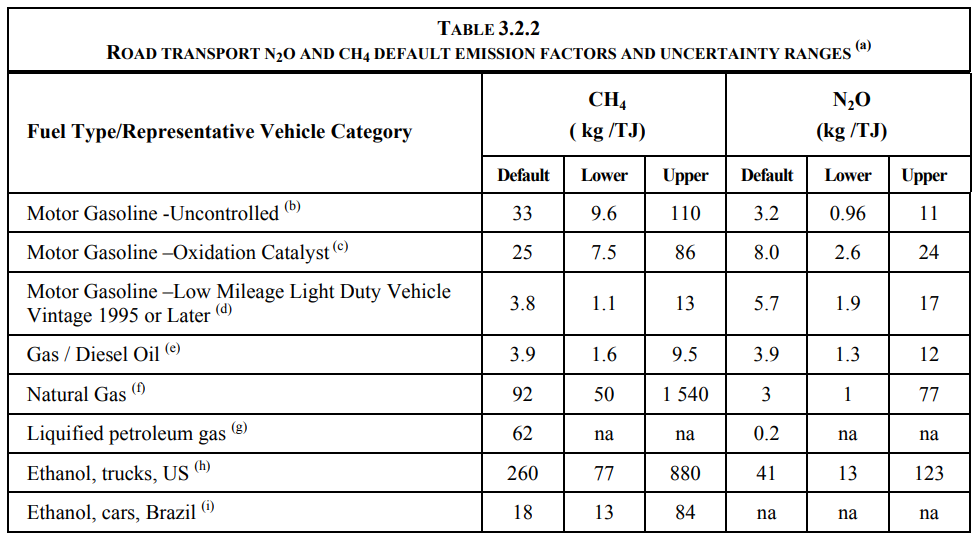 TABLE 3.2.2
ROAD TRANSPORT N2O AND CH4 DEFAULT EMISSION FACTORS AND UNCERTAINTY RANGES (a)
Fuel Type/Representative Vehicle Category
CH4
( kg /TJ)
N2O
(kg /TJ)
Default Lower Upper Default Lower Upper
Motor Gasoline -Uncontrolled (b) 33 9.6 110 3.2 0.96 11
Motor Gasoline –Oxidation Catalyst (c) 25 7.5 86 8.0 2.6 24
Motor Gasoline –Low Mileage Light Duty Vehicle
Vintage 1995 or Later (d) 3.8 1.1 13 5.7 1.9 17
Gas / Diesel Oil (e) 3.9 1.6 9.5 3.9 1.3 12
Natural Gas (f) 92 50 1 540 3 1 77
Liquified petroleum gas (g) 62 na na 0.2 na na
Ethanol, trucks, US (h) 260 77 880 41 13 123
Ethanol, cars, Brazil (i) 18 13 84 na na na